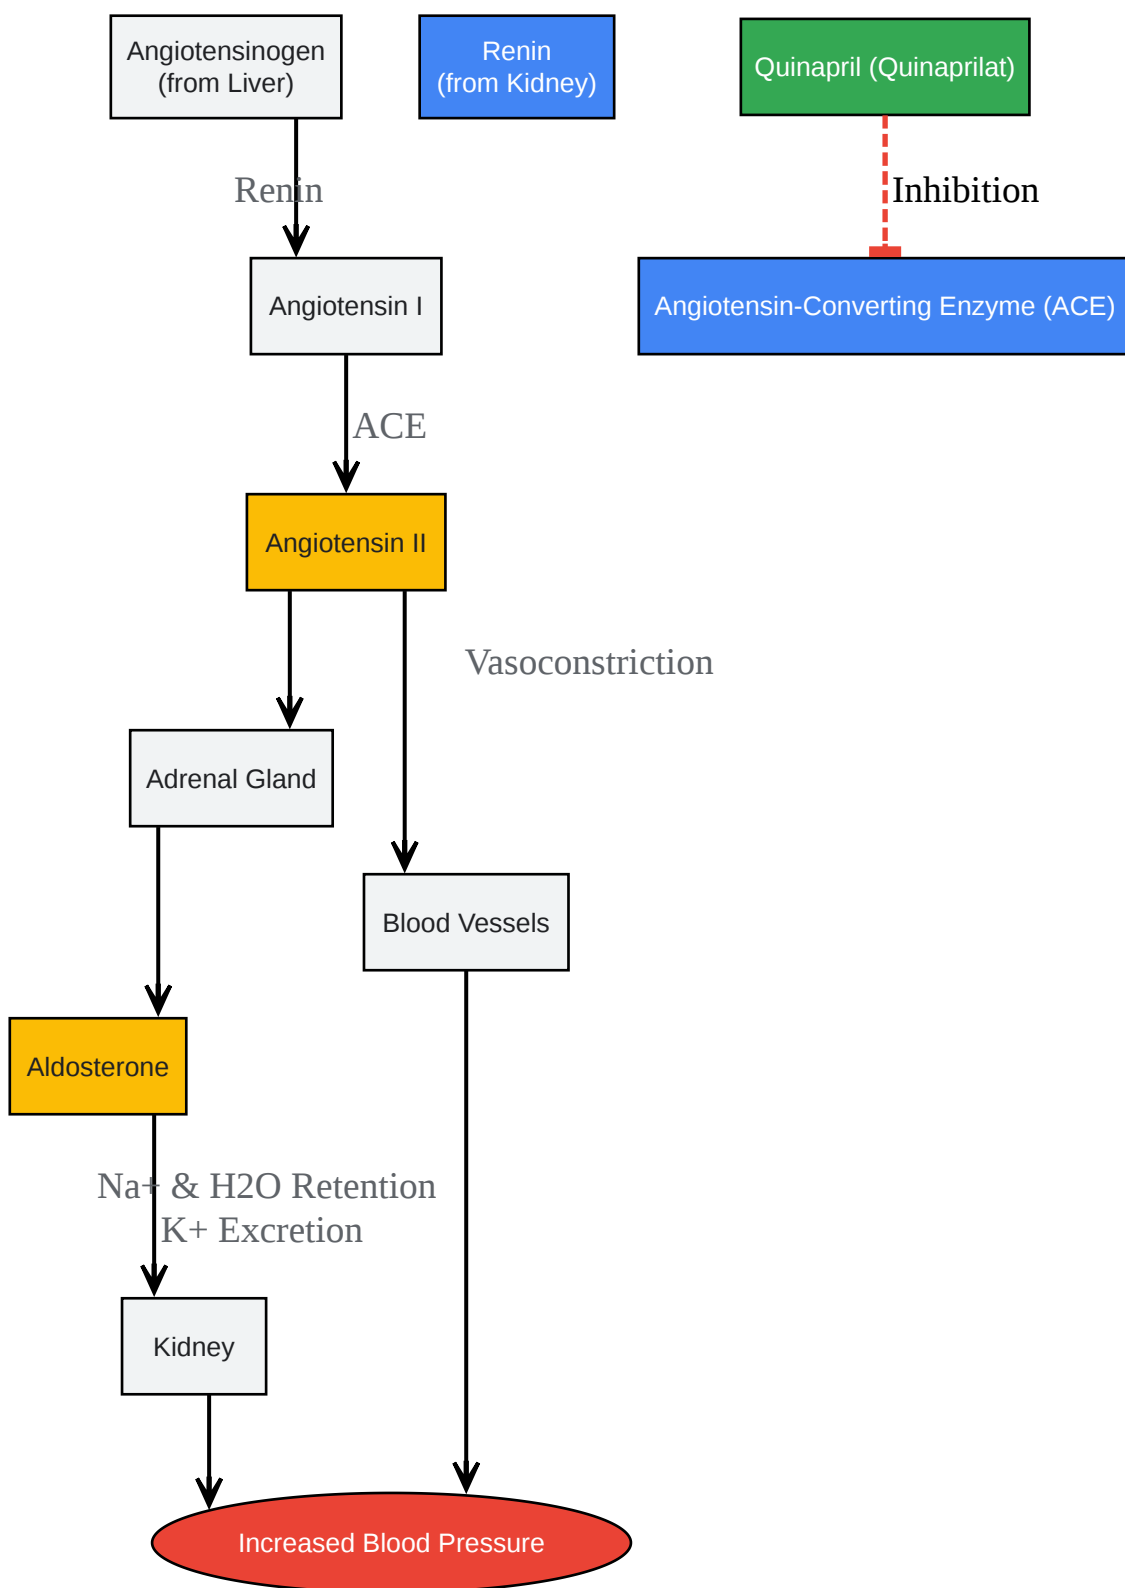 Angiotensinogen
(from Liver)
Renin
(from Kidney)
Quinapril (Quinaprilat)
Renin
Inhibition
Angiotensin I
Angiotensin-Converting Enzyme (ACE)
ACE
Angiotensin II
Vasoconstriction
Adrenal Gland
Blood Vessels
Aldosterone
Na+ & H2O Retention
K+ Excretion
Kidney
Increased Blood Pressure